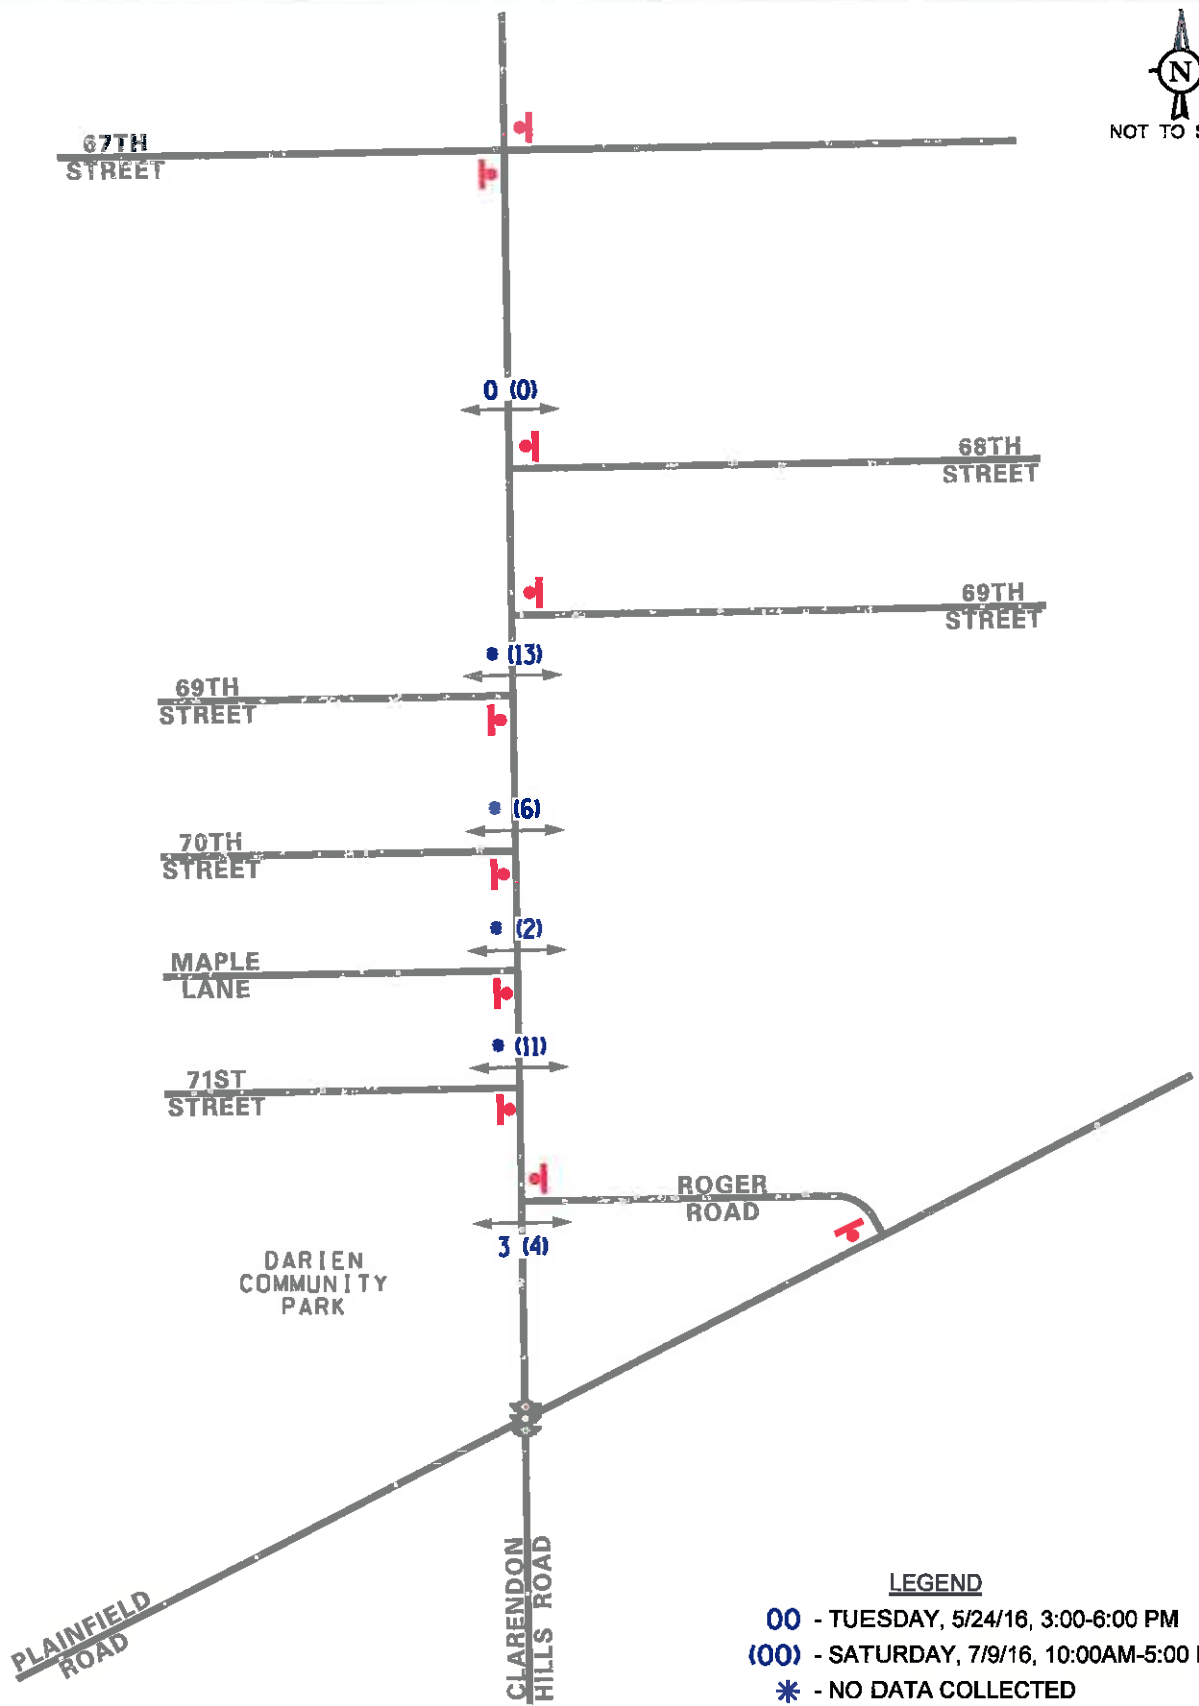 N
NOT TO
67TH
STREET
0 (0)
68TH
STREET
69TH
STREET
* (13)
69TH
STREET
* (6)
70TH
STREET
* (2)
MAPLE
LANE
* (11)
71ST
STREET
ROGER
ROAD
3 (4)
DARIEN
COMMUNITY
PARK
CLARENDON
HILLS ROAD
PLAINFIELD
ROAD
LEGEND
00 - TUESDAY, 5/24/16, 3:00-6:00 PM
(00) - SATURDAY, 7/9/16, 10:00AM-5:00
* - NO DATA COLLECTED